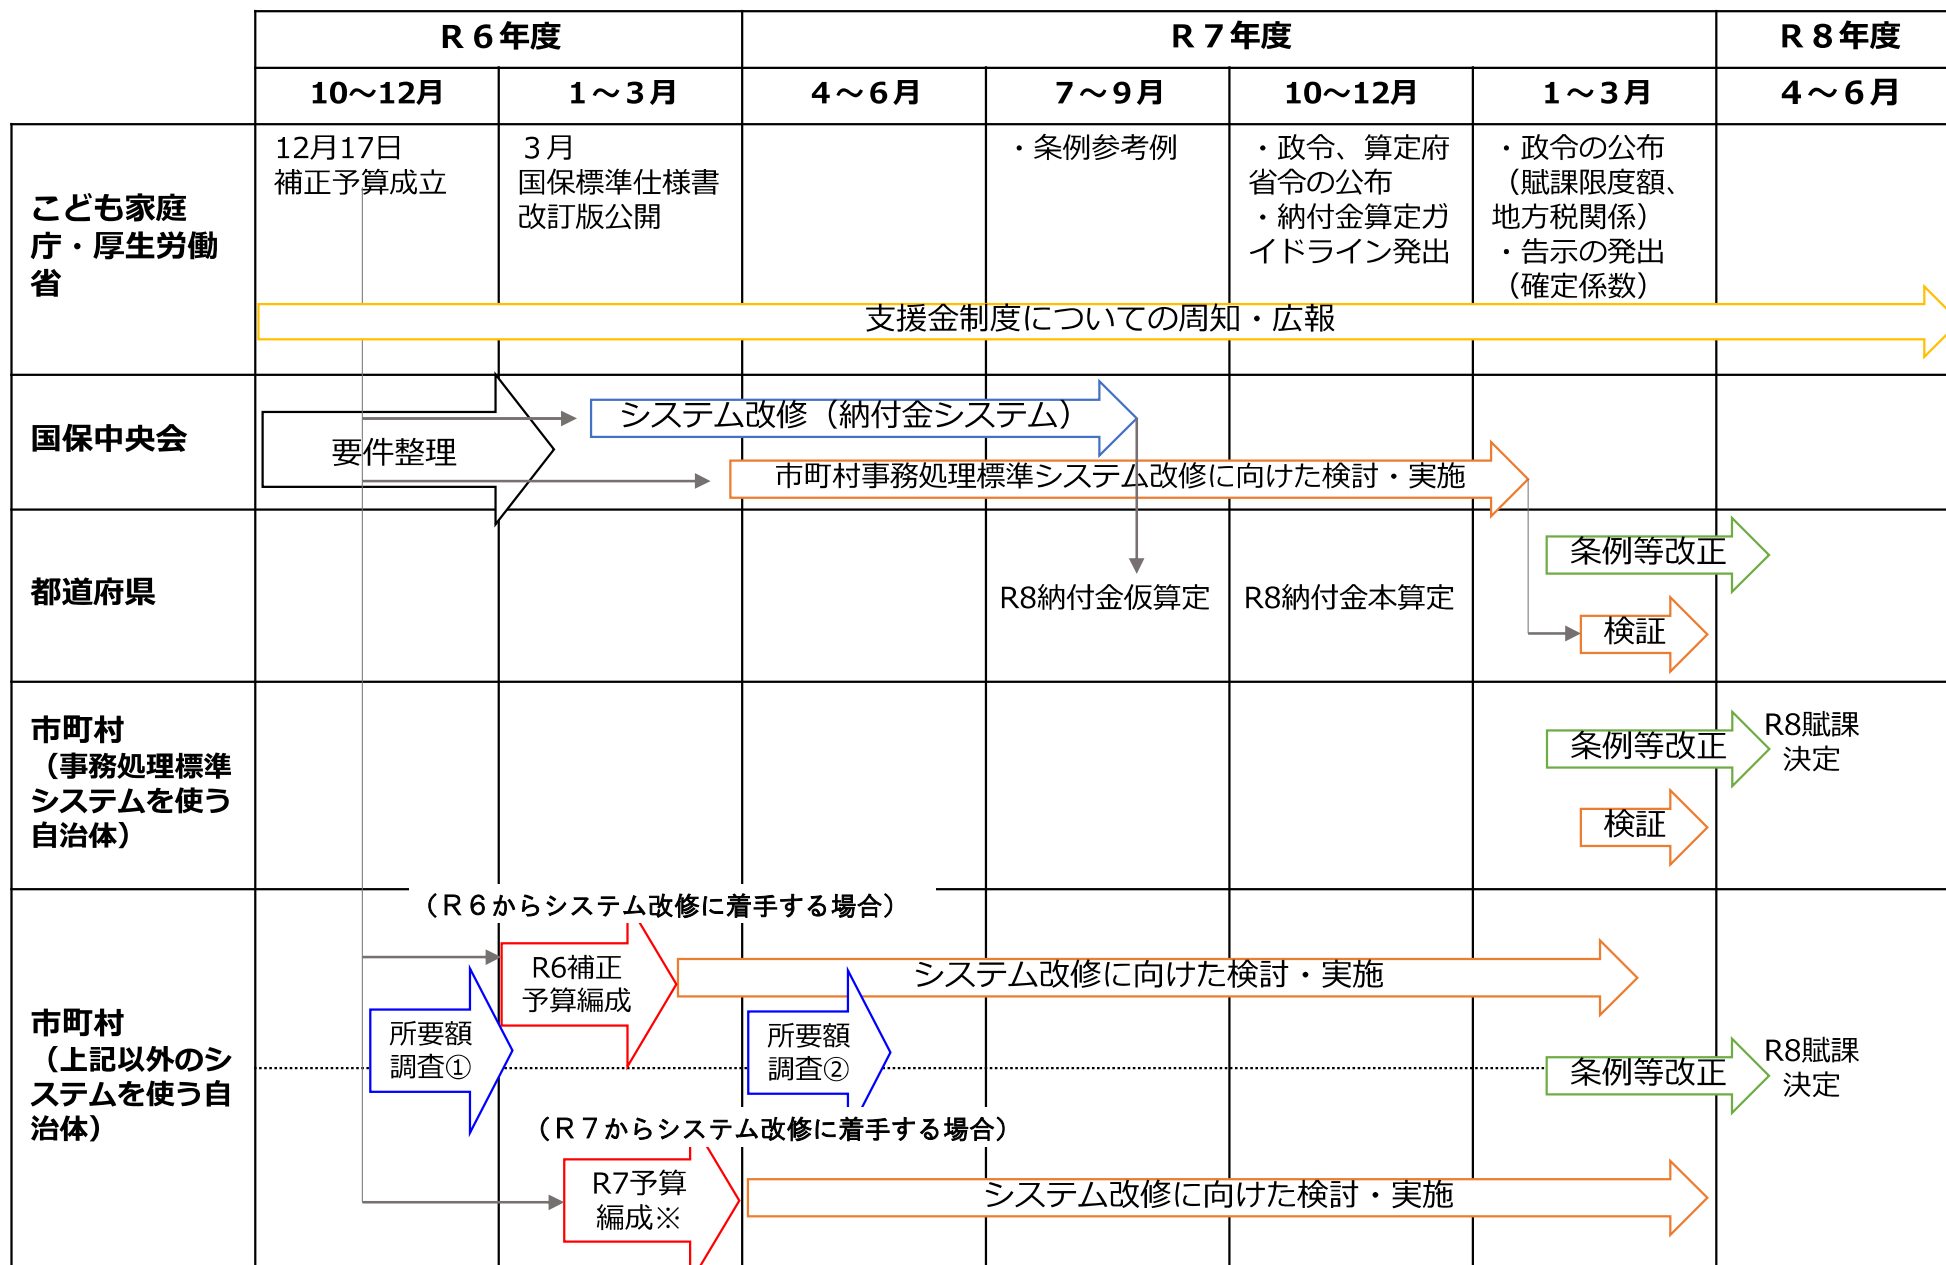 R６年度
R７年度
R８年度
10～12月
１～３月
４～６月
７～９月
10～12月
１～３月
４～６月
こども家庭
庁・厚生労働
省
12月17日
補正予算成立
３月
国保標準仕様書
改訂版公開
・条例参考例
・政令、算定府
省令の公布
・納付金算定ガ
イドライン発出
・政令の公布
（賦課限度額、
地方税関係）
・告示の発出
（確定係数）
支援金制度についての周知・広報
国保中央会
要件整理
システム改修（納付金システム）
市町村事務処理標準システム改修に向けた検討・実施
都道府県
R8納付金仮算定
R8納付金本算定
条例等改正
検証
市町村
（事務処理標準
システムを使う
自治体）
条例等改正
R8賦課
決定
検証
市町村
（上記以外のシ
ステムを使う自
治体）
（R６からシステム改修に着手する場合）
R6補正
予算編成
システム改修に向けた検討・実施
所要額
調査①
所要額
調査②
条例等改正
R8賦課
決定
（R７からシステム改修に着手する場合）
R7予算
編成※
システム改修に向けた検討・実施